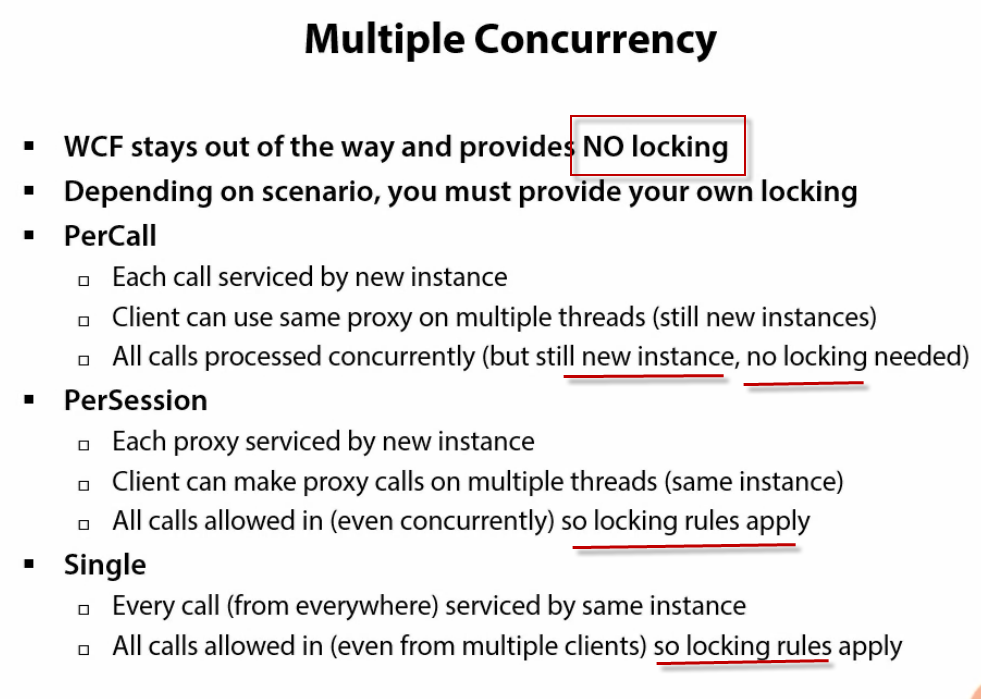 Multiple Concurrency
▪ WCF stays out of the way and provides NO locking
▪ Depending on scenario, you must provide your own locking
▪ PerCall
▫ Each call serviced by new instance
▫ Client can use same proxy on multiple threads (still new instances)
▫ All calls processed concurrently (but still new instance, no locking needed)
▪ PerSession
▫ Each proxy serviced by new instance
▫ Client can make proxy calls on multiple threads (same instance)
▫ All calls allowed in (even concurrently) so locking rules apply
▪ Single
▫ Every call (from everywhere) serviced by same instance
▫ All calls allowed in (even from multiple clients) so locking rules apply